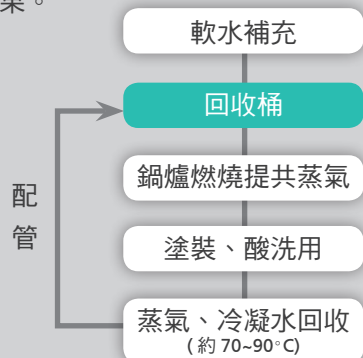 軟水補充
回收桶
鍋爐燃燒提共蒸氣
配管
塗裝、酸洗用
蒸氣、冷凝水回收
(約 70~90°C)